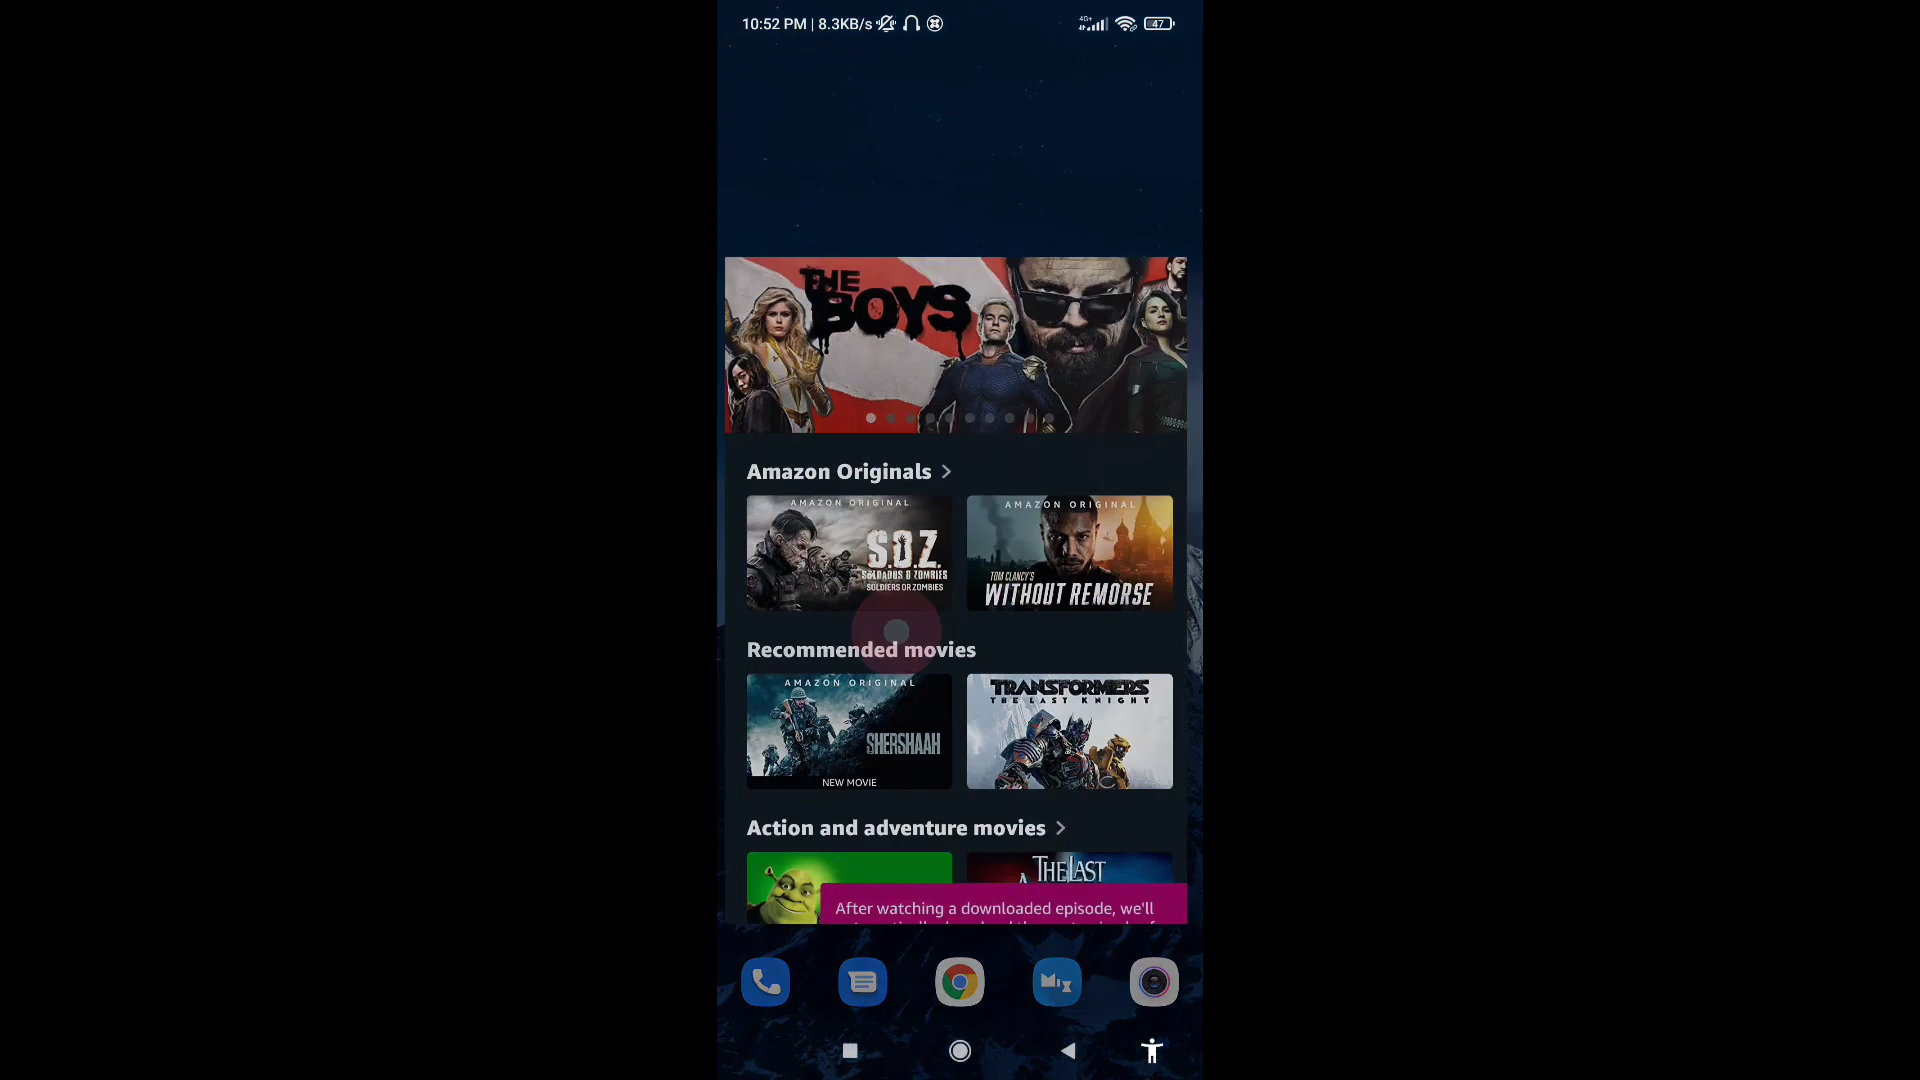 10:52 PM | 8.3KB/s
4G+
47
THE
BOYS
Amazon Originals
AMAZON ORIGINAL
S.O.Z.
SOLDADOS O ZOMBIES
SOLDIERS OR ZOMBIES
AMAZON ORIGINAL
TOM CLANCY'S
WITHOUT REMORSE
Recommended movies
AMAZON ORIGINAL
SHERSHAAH
NEW MOVIE
TRANSFORMERS
THE LAST KNIGHT
Action and adventure movies
THE LAST
A
After watching a downloaded episode, we'll